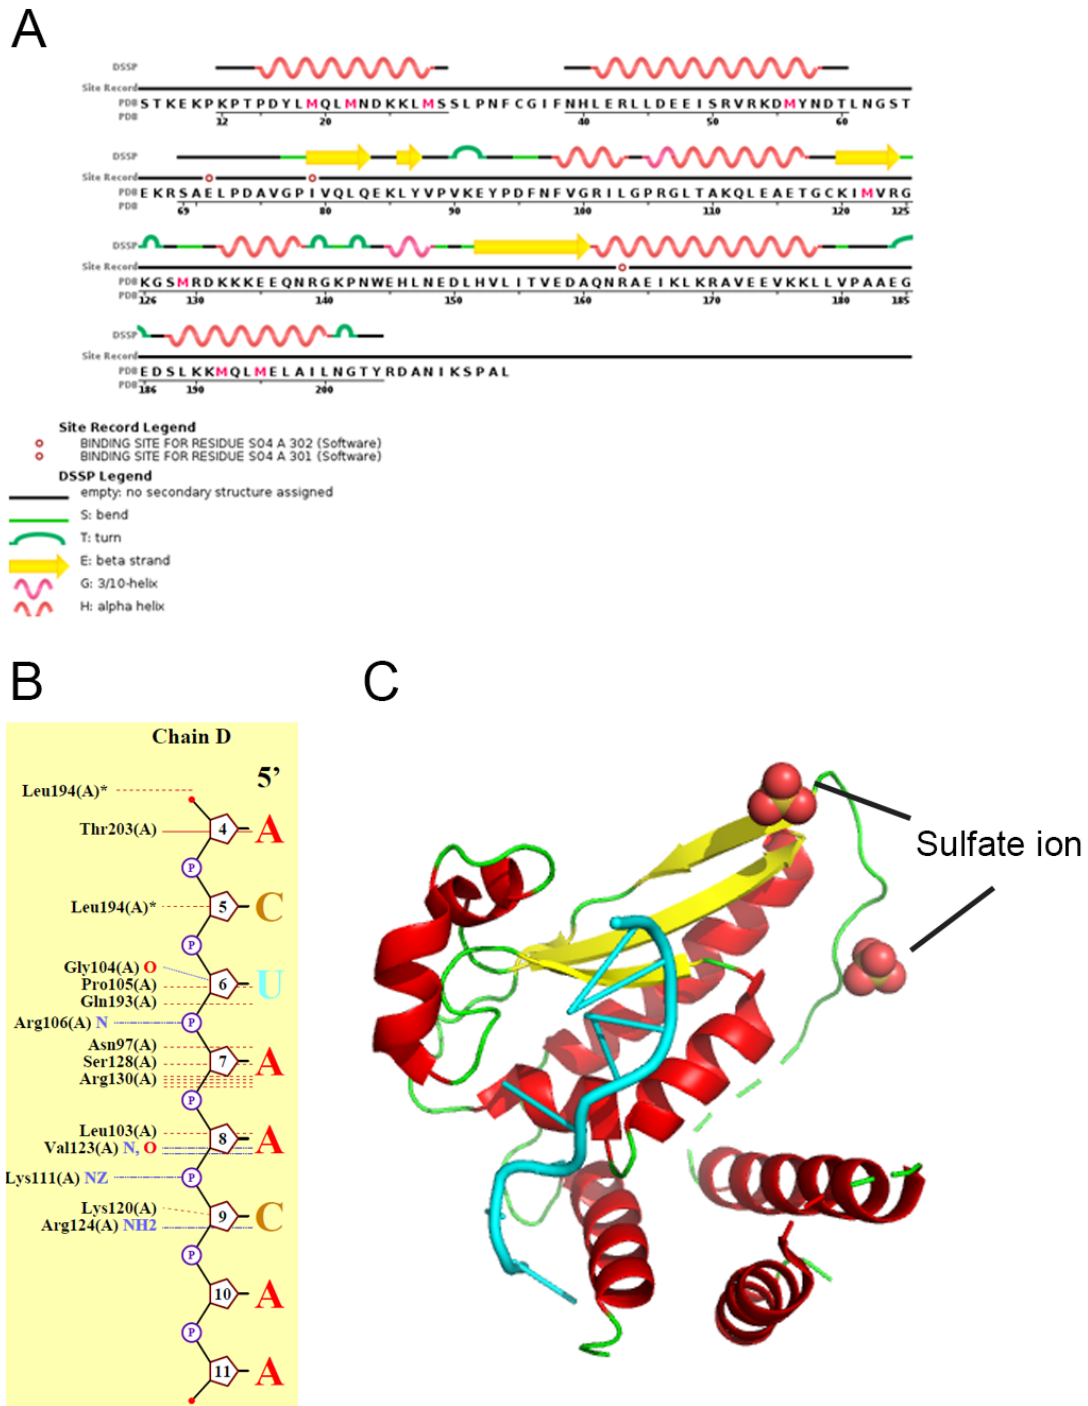 A
DSSP
Site Record
PDB STKEKPKPTPDYLMQLMNDKKLMSSLPNFCGIFNHLERLLDEEISRVRKDMYNDTLNGST
PDB 12 20 40 50 60
DSSP
Site Record
PDB EKRSAELPDAVGPIVQLQEKLYVPVKEYPDFNFVGRILGPRGLTAKQLEAETGCKIMVRG
PDB 69 80 90 100 110 120 125
DSSP
Site Record
PDB KGSMRDKKKEEQNRGKPNWEHLNEDLHVLITVEDAQNRAEIKLKRAVEEVKKLLVPAAEG
PDB 126 130 140 150 160 170 180 185
DSSP
Site Record
PDB EDSLKKMQLMELAILNGTYRDANIKSPAL
PDB 186 190 200
Site Record Legend
BINDING SITE FOR RESIDUE SO4 A 302 (Software)
BINDING SITE FOR RESIDUE SO4 A 301 (Software)
DSSP Legend
empty: no secondary structure assigned
S: bend
T: turn
E: beta strand
G: 3/10-helix
H: alpha helix
B
Chain D
5’
Leu194(A)*
Thr203(A) 4 A
P
Leu194(A)* 5 C
P
Gly104(A) O
Pro105(A) 6 U
Gln193(A)
Arg106(A) N P
Asn97(A)
Ser128(A) 7 A
Arg130(A)
P
Leu103(A)
Val123(A) N, O 8 A
Lys111(A) NZ P
Lys120(A)
Arg124(A) NH2 9 C
P
10 A
P
11 A
C
Sulfate ion